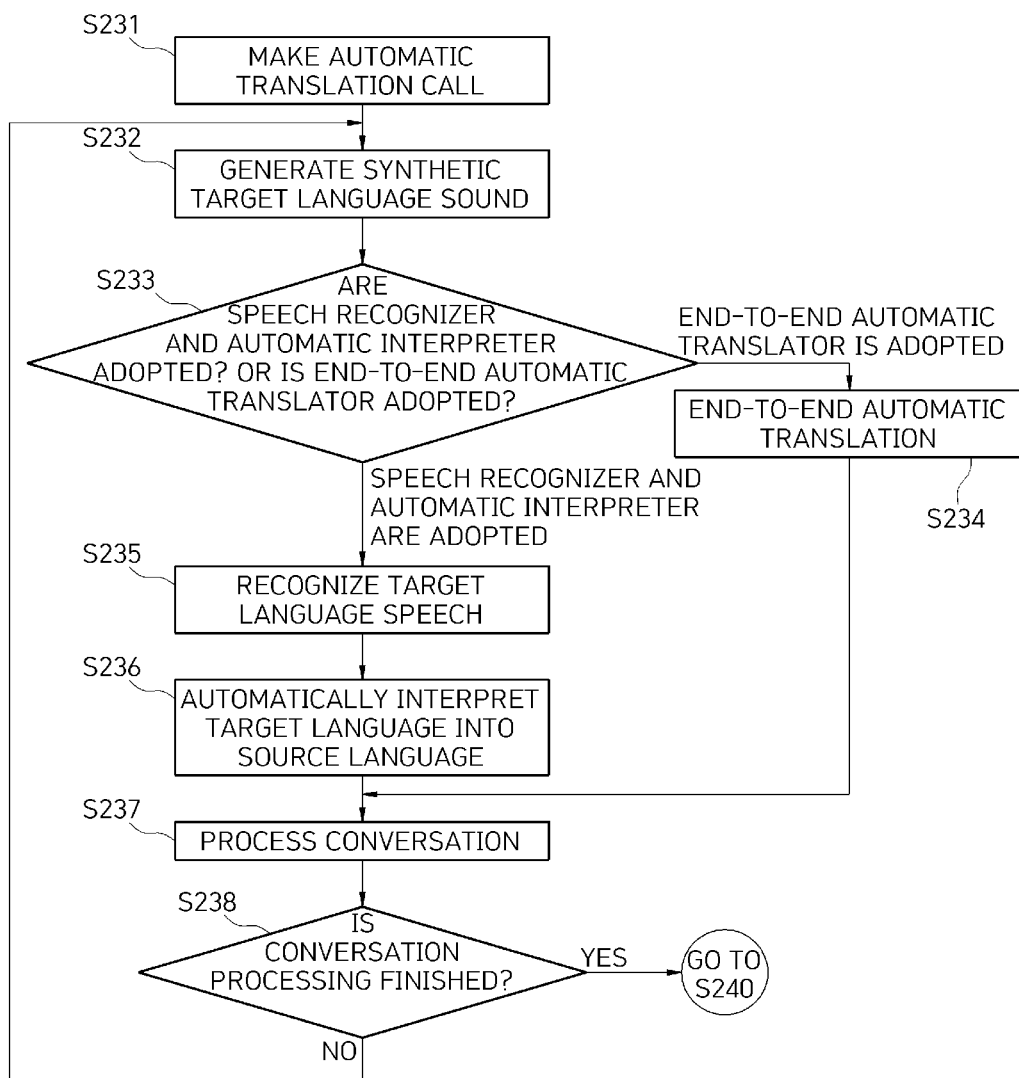 S231
MAKE AUTOMATIC
TRANSLATION CALL
S232
GENERATE SYNTHETIC
TARGET LANGUAGE SOUND
S233
ARE
SPEECH RECOGNIZER
AND AUTOMATIC INTERPRETER
ADOPTED? OR IS END-TO-END AUTOMATIC
TRANSLATOR ADOPTED?
END-TO-END AUTOMATIC
TRANSLATOR IS ADOPTED
END-TO-END AUTOMATIC
TRANSLATION
S234
SPEECH RECOGNIZER AND
AUTOMATIC INTERPRETER
ARE ADOPTED
S235
RECOGNIZE TARGET
LANGUAGE SPEECH
S236
AUTOMATICALLY INTERPRET
TARGET LANGUAGE INTO
SOURCE LANGUAGE
S237
PROCESS CONVERSATION
S238
IS
CONVERSATION
PROCESSING FINISHED?
YES
GO TO
S240
NO